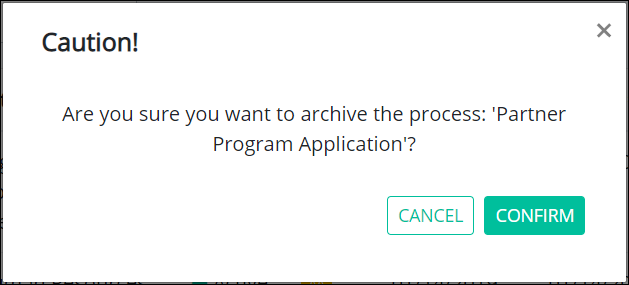 Caution!
×
Are you sure you want to archive the process: 'Partner
Program Application'?
CANCEL
CONFIRM